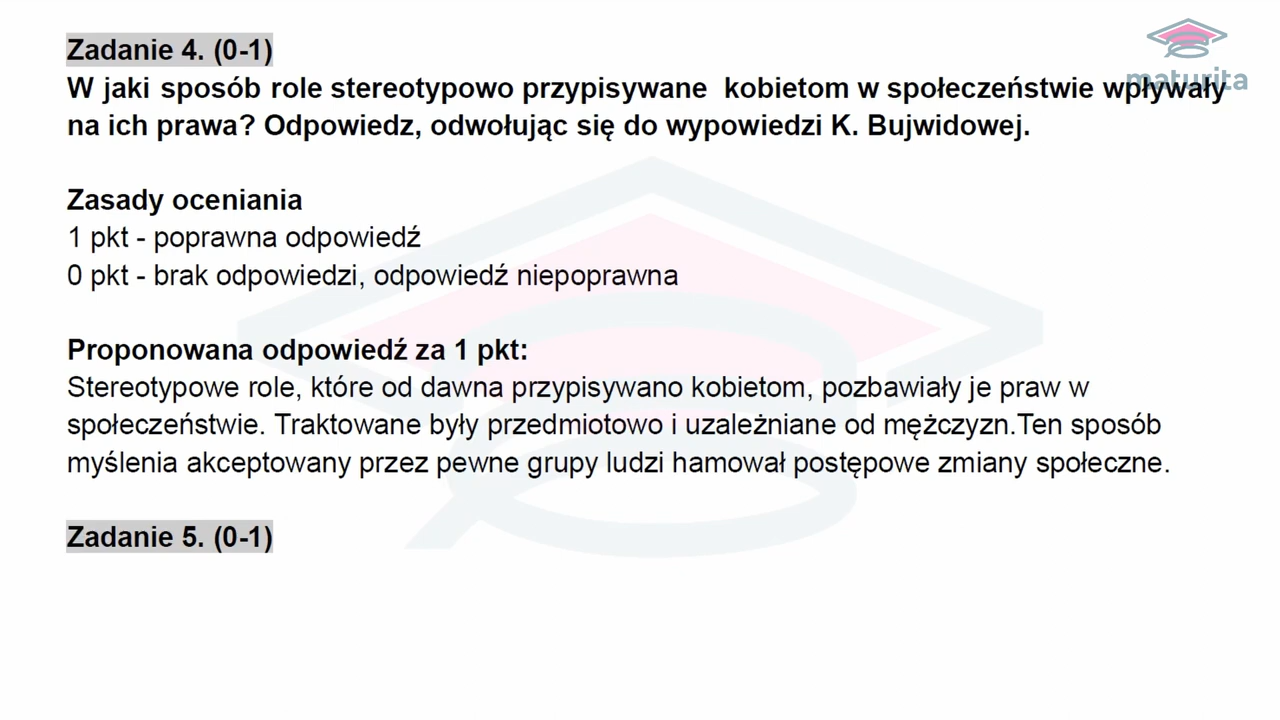 Zadanie 4. (0-1)
maturita
W jaki sposób role stereotypowo przypisywane kobietom w społeczeństwie wpływały
na ich prawa? Odpowiedz, odwołując się do wypowiedzi K. Bujwidowej.
Zasady oceniania
1 pkt - poprawna odpowiedź
0 pkt - brak odpowiedzi, odpowiedź niepoprawna
Proponowana odpowiedź za 1 pkt:
Stereotypowe role, które od dawna przypisywano kobietom, pozbawiały je praw w
społeczeństwie. Traktowane były przedmiotowo i uzależniane od mężczyzn.Ten sposób
myślenia akceptowany przez pewne grupy ludzi hamował postępowe zmiany społeczne.
Zadanie 5. (0-1)